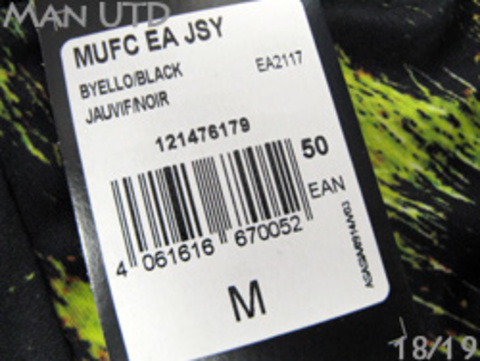 MAN UTD
MUFC EA JSY
BYELLO/BLACK EA2117
JAUVIF/NOIR
121476179
50
EAN
4 061616 670052
M
18/19